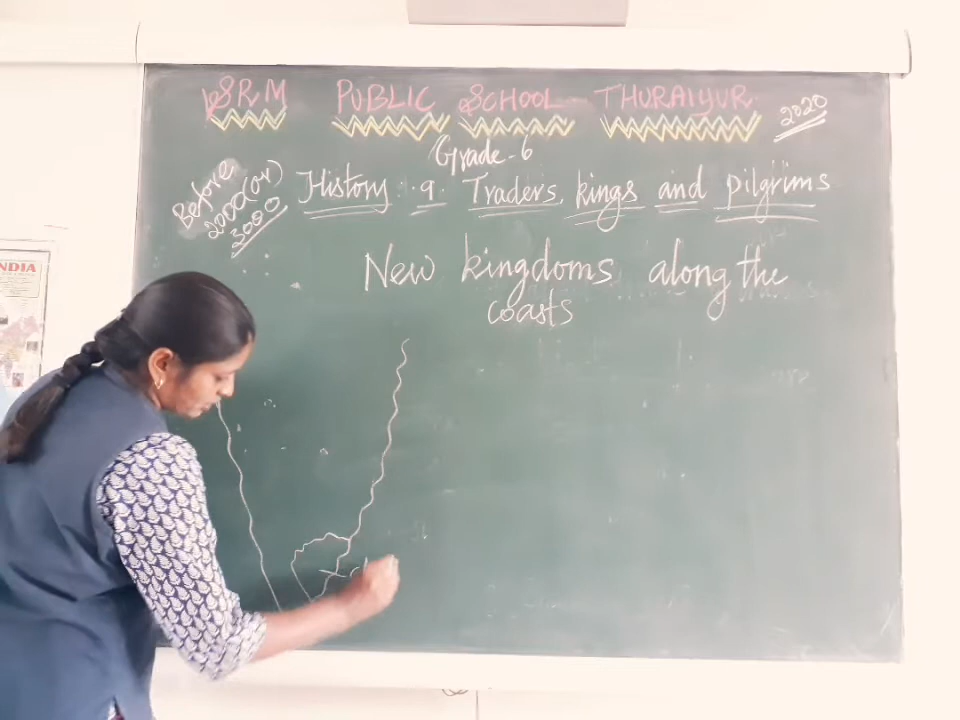 SRM PUBLIC SCHOOL THURAIYUR
2020
Grade-6
Before
2000 (or)
3000
History 9. Traders, kings and pilgrims
New kingdoms along the
coasts
INDIA